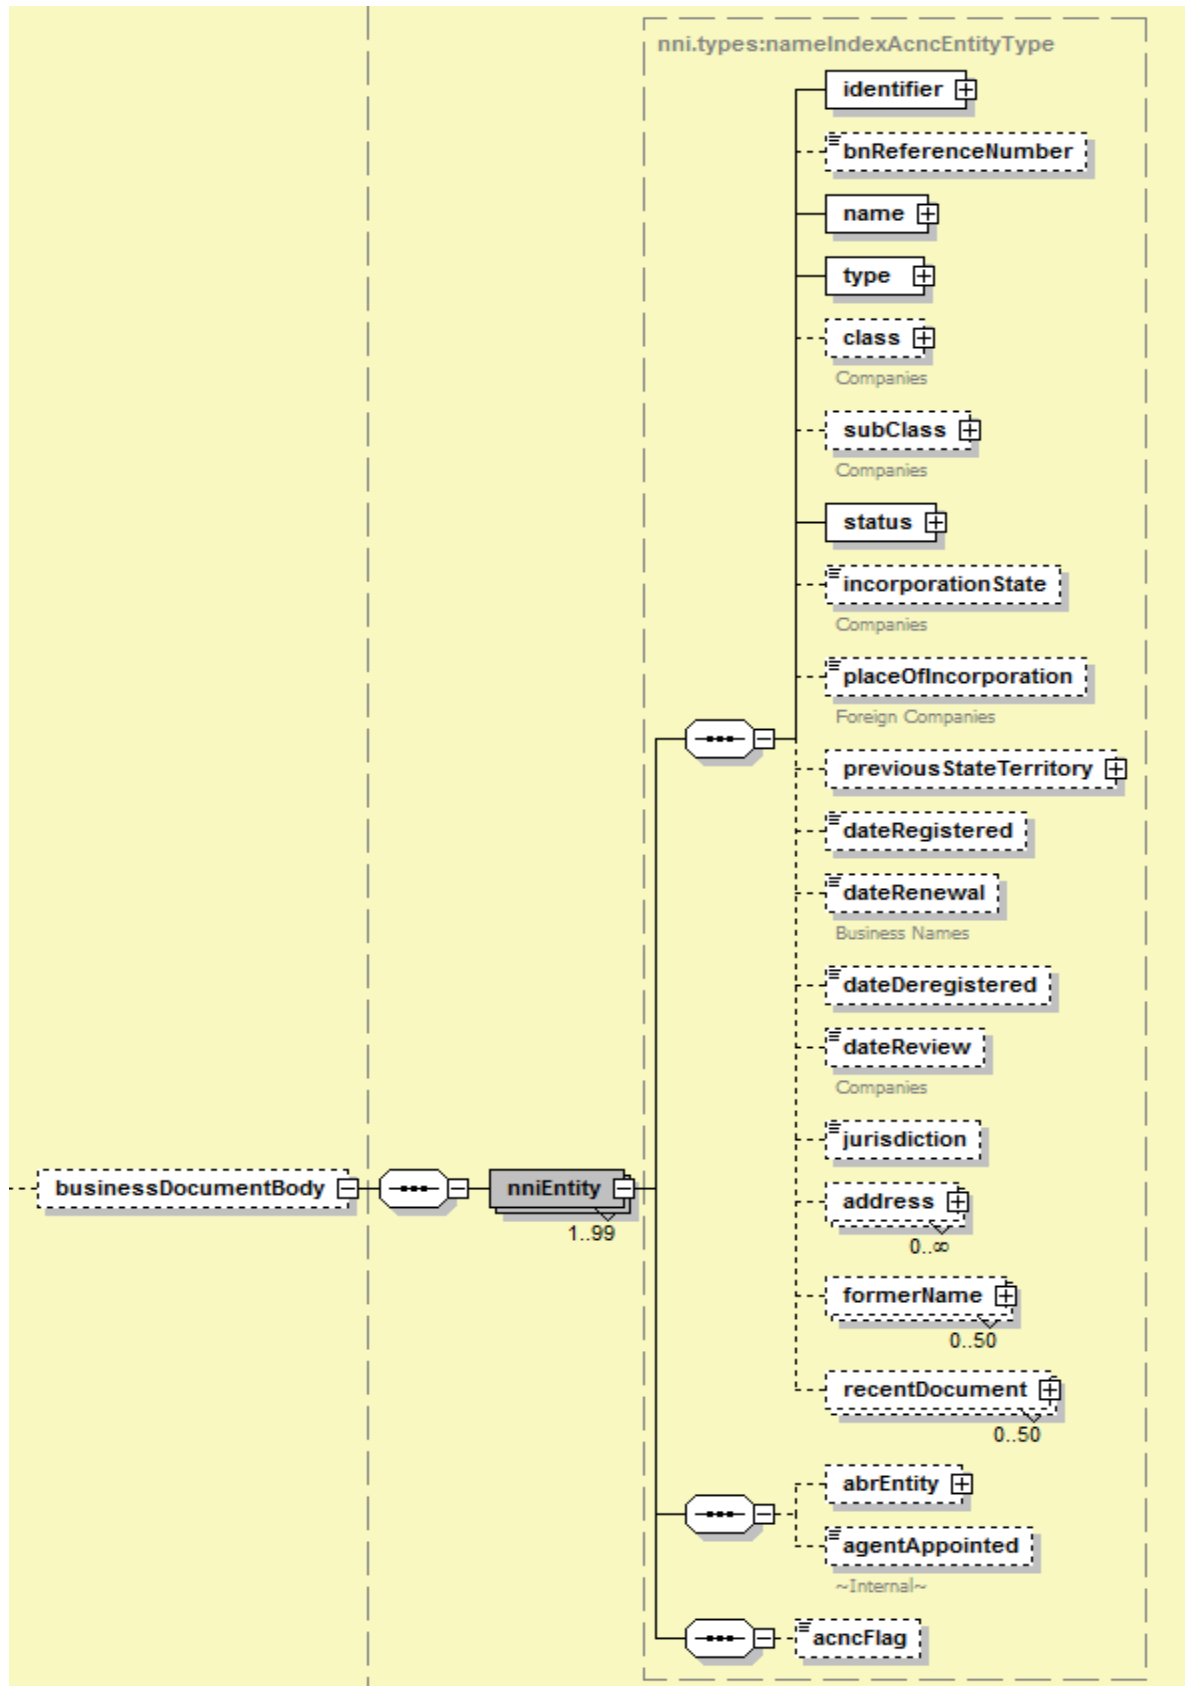 nni.types:nameIndexAcncEntityType
identifier
bnReferenceNumber
name
type
class
Companies
subClass
Companies
status
incorporationState
Companies
placeOfIncorporation
Foreign Companies
previousStateTerritory
dateRegistered
dateRenewal
Business Names
dateDeregistered
dateReview
Companies
jurisdiction
businessDocumentBody
nniEntity
1..99
address
0..∞
formerName
0..50
recentDocument
0..50
abrEntity
agentAppointed
~Internal~
acncFlag